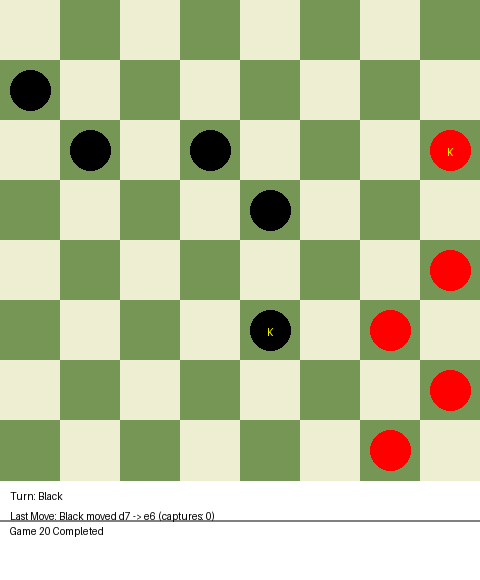 K
K
Turn: Black
Last Move: Black moved d7 -> e6 (captures: 0)
Game 20 Completed